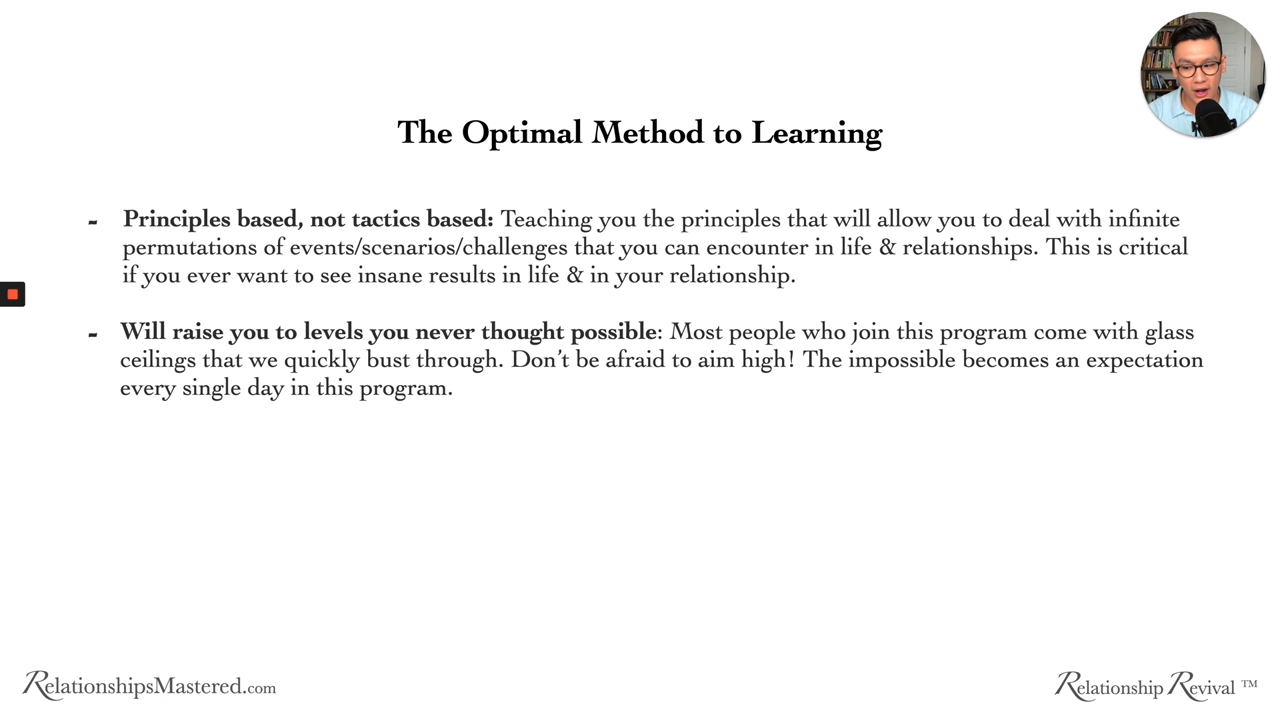 The Optimal Method to Learning
- Principles based, not tactics based: Teaching you the principles that will allow you to deal with infinite
permutations of events/scenarios/challenges that you can encounter in life & relationships. This is critical
if you ever want to see insane results in life & in your relationship.
- Will raise you to levels you never thought possible: Most people who join this program come with glass
ceilings that we quickly bust through. Don't be afraid to aim high! The impossible becomes an expectation
every single day in this program.
RelationshipsMastered.com
Relationship Revival ™